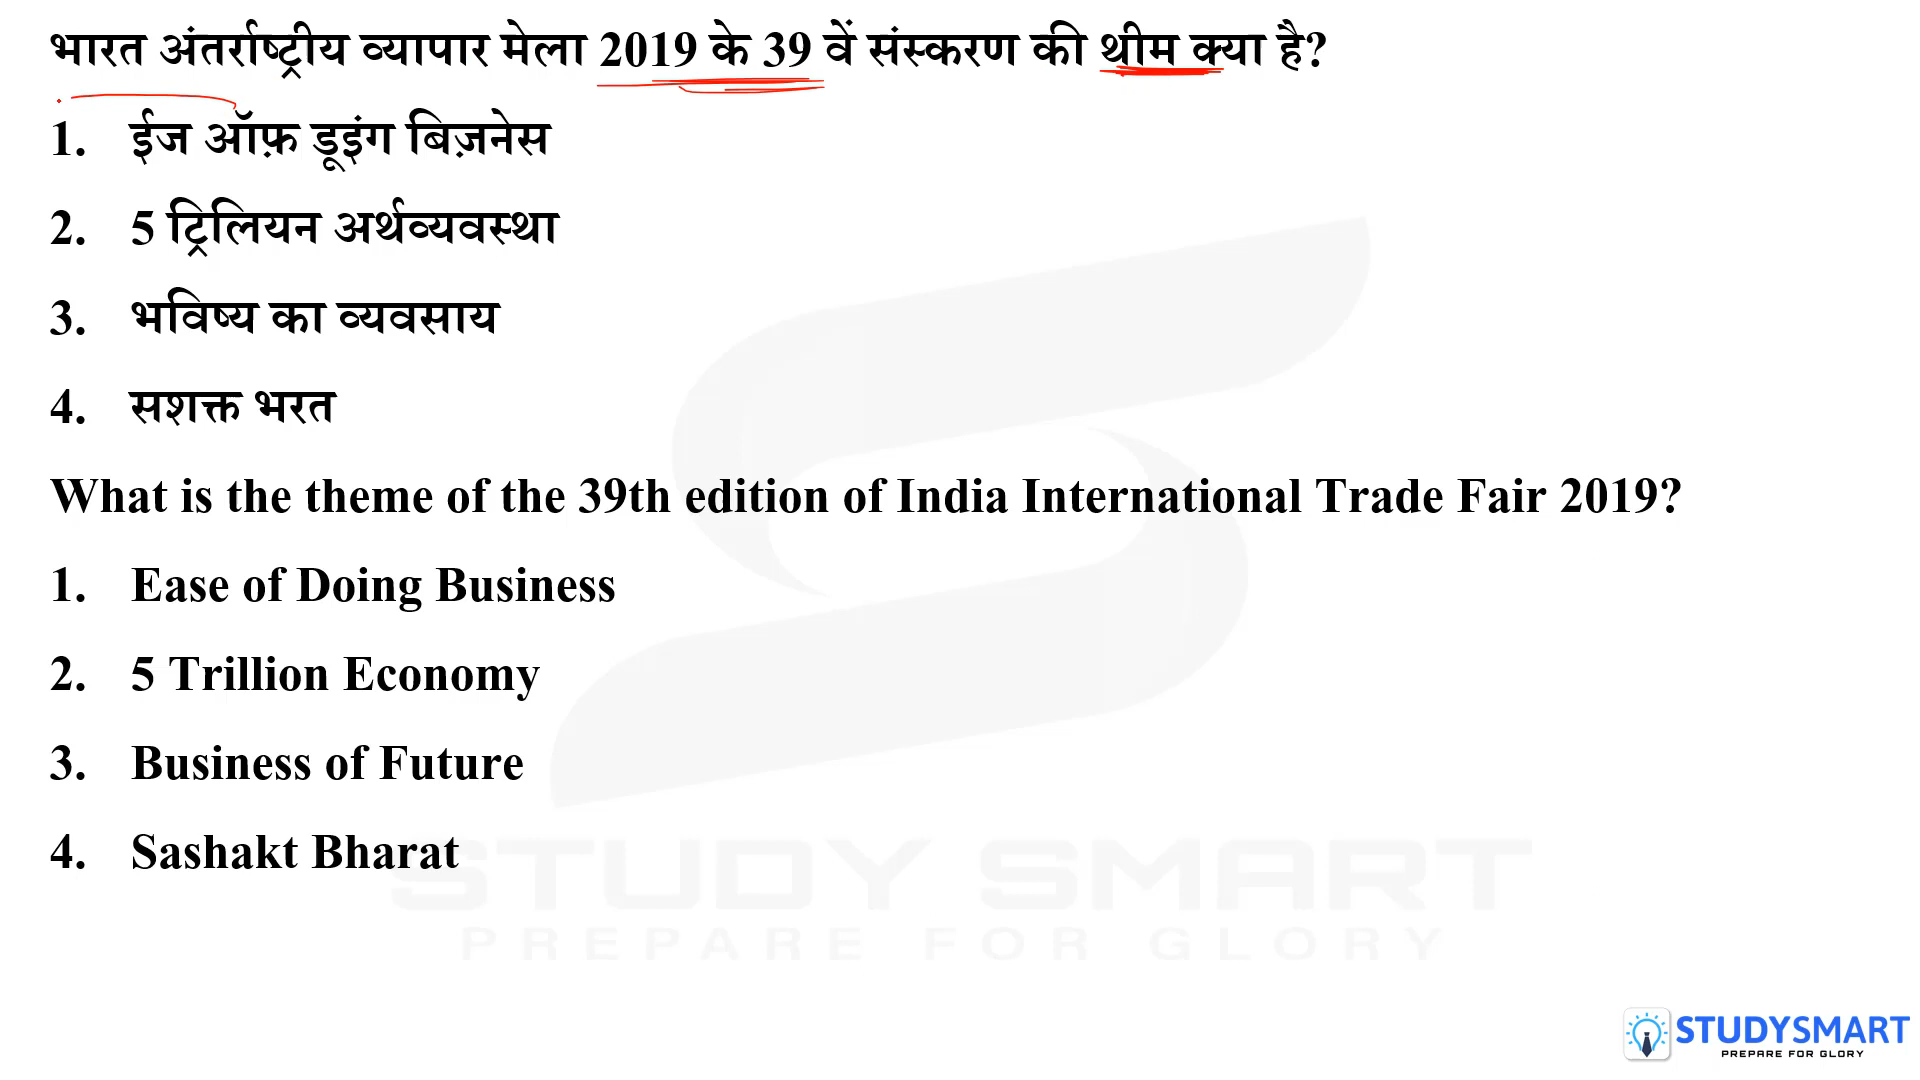 भारत अंतर्राष्ट्रीय व्यापार मेला 2019 के 39 वें संस्करण की थीम क्या है?
1. ईज ऑफ़ डूइंग बिज़नेस
2. 5 ट्रिलियन अर्थव्यवस्था
3. भविष्य का व्यवसाय
4. सशक्त भरत
What is the theme of the 39th edition of India International Trade Fair 2019?
1. Ease of Doing Business
2. 5 Trillion Economy
3. Business of Future
4. Sashakt Bharat
STUDY SMART
PREPARE FOR GLORY
STUDYSMART
PREPARE FOR GLORY